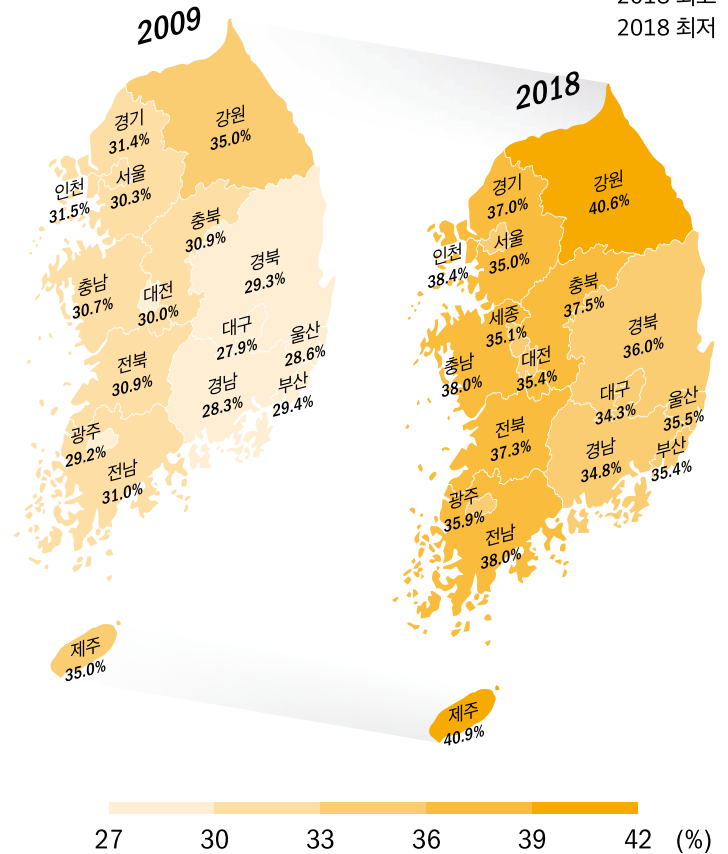 2018 최저
2009
경기
31.4%
강원
35.0%
서울
30.3%
인천
31.5%
충북
30.9%
경북
29.3%
충남
30.7%
대전
30.0%
대구
27.9%
울산
28.6%
전북
30.9%
경남
28.3%
부산
29.4%
광주
29.2%
전남
31.0%
제주
35.0%
2018
경기
37.0%
강원
40.6%
서울
35.0%
인천
38.4%
충북
37.5%
세종
35.1%
경북
36.0%
충남
38.0%
대전
35.4%
대구
34.3%
울산
35.5%
전북
37.3%
경남
34.8%
부산
35.4%
광주
35.9%
전남
38.0%
제주
40.9%
27 30 33 36 39 42 (%)